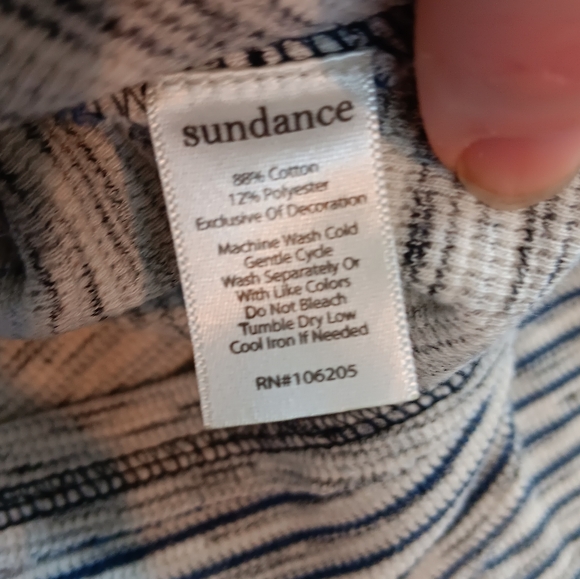 sundance
88% Cotton
12% Polyester
Exclusive Of Decoration
Machine Wash Cold
Gentle Cycle
Wash Separately Or
With Like Colors
Do Not Bleach
Tumble Dry Low
Cool Iron If Needed
RN#106205